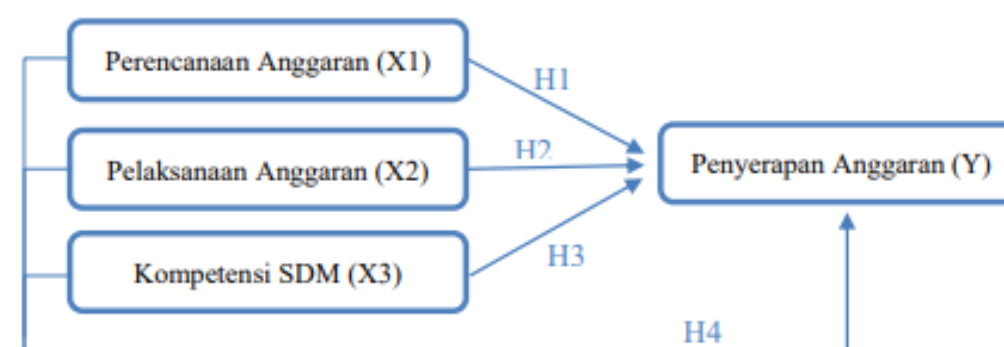 Perencanaan Anggaran (X1)
H1
Pelaksanaan Anggaran (X2)
H2
Penyerapan Anggaran (Y)
Kompetensi SDM (X3)
H3
H4